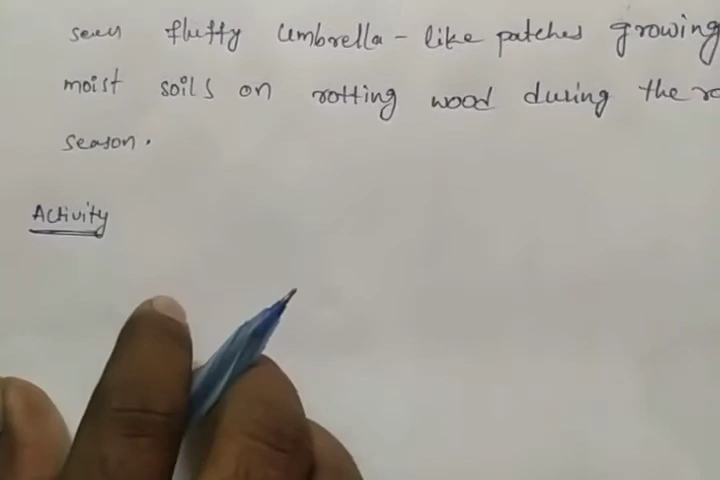 seen fluffy umbrella-like patches growing
moist soils on rotting wood during the
season.
Activity